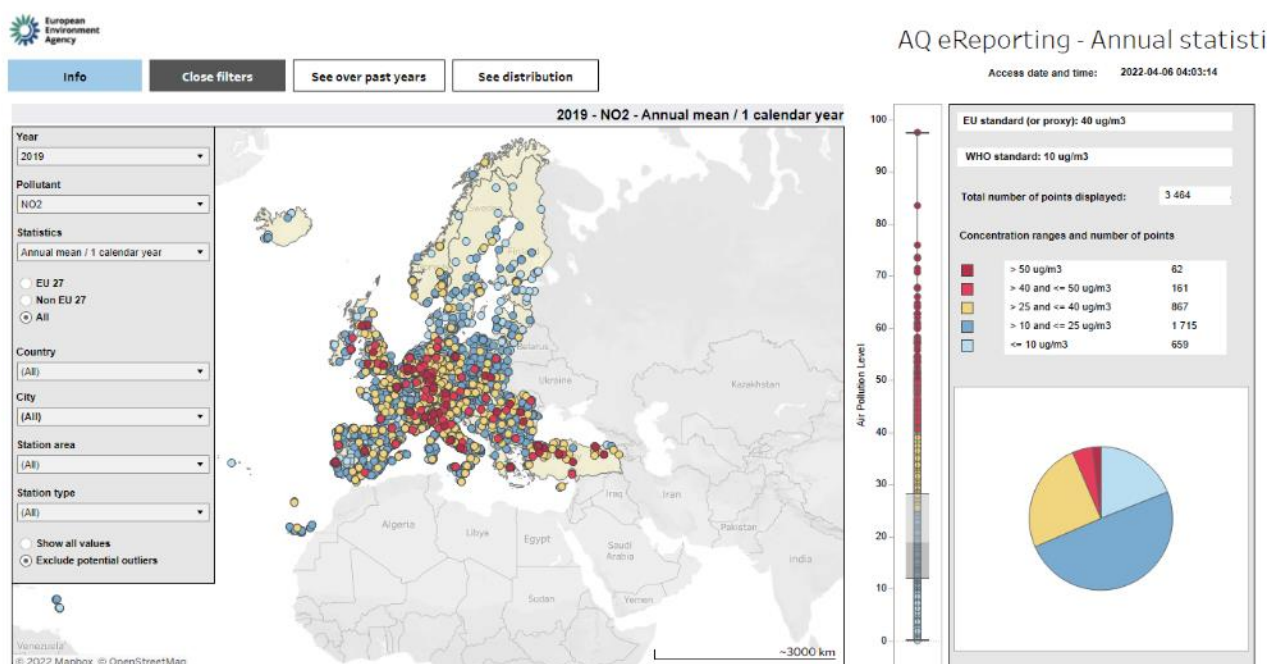 European
Environment
Agency
AQ eReporting - Annual statisti
Info
Close filters
See over past years
See distribution
Access date and time: 2022-04-06 04:03:14
2019 - NO2 - Annual mean / 1 calendar year
Year
2019
Pollutant
NO2
Statistics
Annual mean / 1 calendar year
EU 27
Non EU 27
All
Country
(All)
City
(All)
Station area
(All)
Station type
(All)
Show all values
Exclude potential outliers
Sweden
Belarus
Ukraine
Kazakhstan
Iraq
Iran
Pakistan
Algeria
Libye
Egypt
Saudi
Arabia
India
Sudan
Yemen
Venezuela
© 2022 Mapbox © OpenStreetMap
~3000 km
Air Pollution Level
100
90
80
70
60
50
40
30
20
10
0
EU standard (or proxy): 40 ug/m3
WHO standard: 10 ug/m3
Total number of points displayed: 3 464
Concentration ranges and number of points
> 50 ug/m3 62
> 40 and <= 50 ug/m3 161
> 25 and <= 40 ug/m3 867
> 10 and <= 25 ug/m3 1 715
<= 10 ug/m3 659